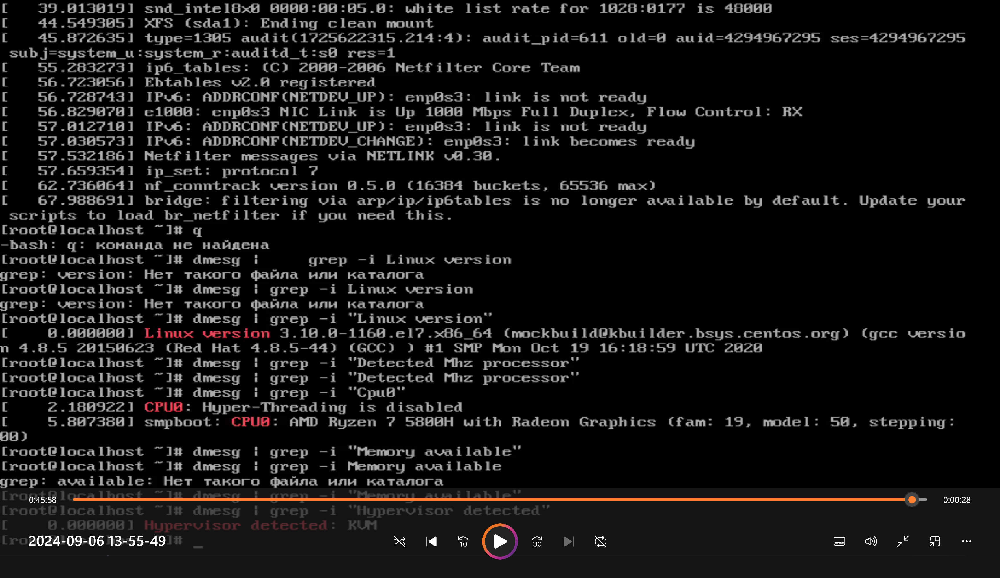 [   39.013019] snd_intel8x0 0000:00:05.0: white list rate for 1028:0177 is 48000
[   44.549305] XFS (sda1): Ending clean mount
[   45.872635] type=1305 audit(1725622315.214:4): audit_pid=611 old=0 auid=4294967295 ses=4294967295
 subj=system_u:system_r:auditd_t:s0 res=1
[   55.283273] ip6_tables: (C) 2000-2006 Netfilter Core Team
[   56.723056] Ebtables v2.0 registered
[   56.728743] IPv6: ADDRCONF(NETDEV_UP): enp0s3: link is not ready
[   56.829070] e1000: enp0s3 NIC Link is Up 1000 Mbps Full Duplex, Flow Control: RX
[   57.012710] IPv6: ADDRCONF(NETDEV_UP): enp0s3: link is not ready
[   57.030573] IPv6: ADDRCONF(NETDEV_CHANGE): enp0s3: link becomes ready
[   57.532186] Netfilter messages via NETLINK v0.30.
[   57.659354] ip_set: protocol 7
[   62.736064] nf_conntrack version 0.5.0 (16384 buckets, 65536 max)
[   67.988691] bridge: filtering via arp/ip/ip6tables is no longer available by default. Update your
 scripts to load br_netfilter if you need this.
[root@localhost ~]# q
-bash: q: команда не найдена
[root@localhost ~]# dmesg |     grep -i Linux version
grep: version: Нет такого файла или каталога
[root@localhost ~]# dmesg | grep -i Linux version
grep: version: Нет такого файла или каталога
[root@localhost ~]# dmesg | grep -i "Linux version"
[    0.000000] Linux version 3.10.0-1160.el7.x86_64 (mockbuild@kbuilder.bsys.centos.org) (gcc versio
n 4.8.5 20150623 (Red Hat 4.8.5-44) (GCC) ) #1 SMP Mon Oct 19 16:18:59 UTC 2020
[root@localhost ~]# dmesg | grep -i "Detected Mhz processor"
[root@localhost ~]# dmesg | grep -i "Detected Mhz processor"
[root@localhost ~]# dmesg | grep -i "Cpu0"
[    2.180922] CPU0: Hyper-Threading is disabled
[    5.807380] smpboot: CPU0: AMD Ryzen 7 5800H with Radeon Graphics (fam: 19, model: 50, stepping:
00)
[root@localhost ~]# dmesg | grep -i "Memory available"
[root@localhost ~]# dmesg | grep -i Memory available
grep: available: Нет такого файла или каталога
[root@localhost ~]# dmesg | grep -i "Memory available"
0:45:58
0:00:28
[root@localhost ~]# dmesg | grep -i "Hypervisor detected"
[    0.000000] Hypervisor detected: KVM
[ro ~]# _
2024-09-06 13-55-49
10
30